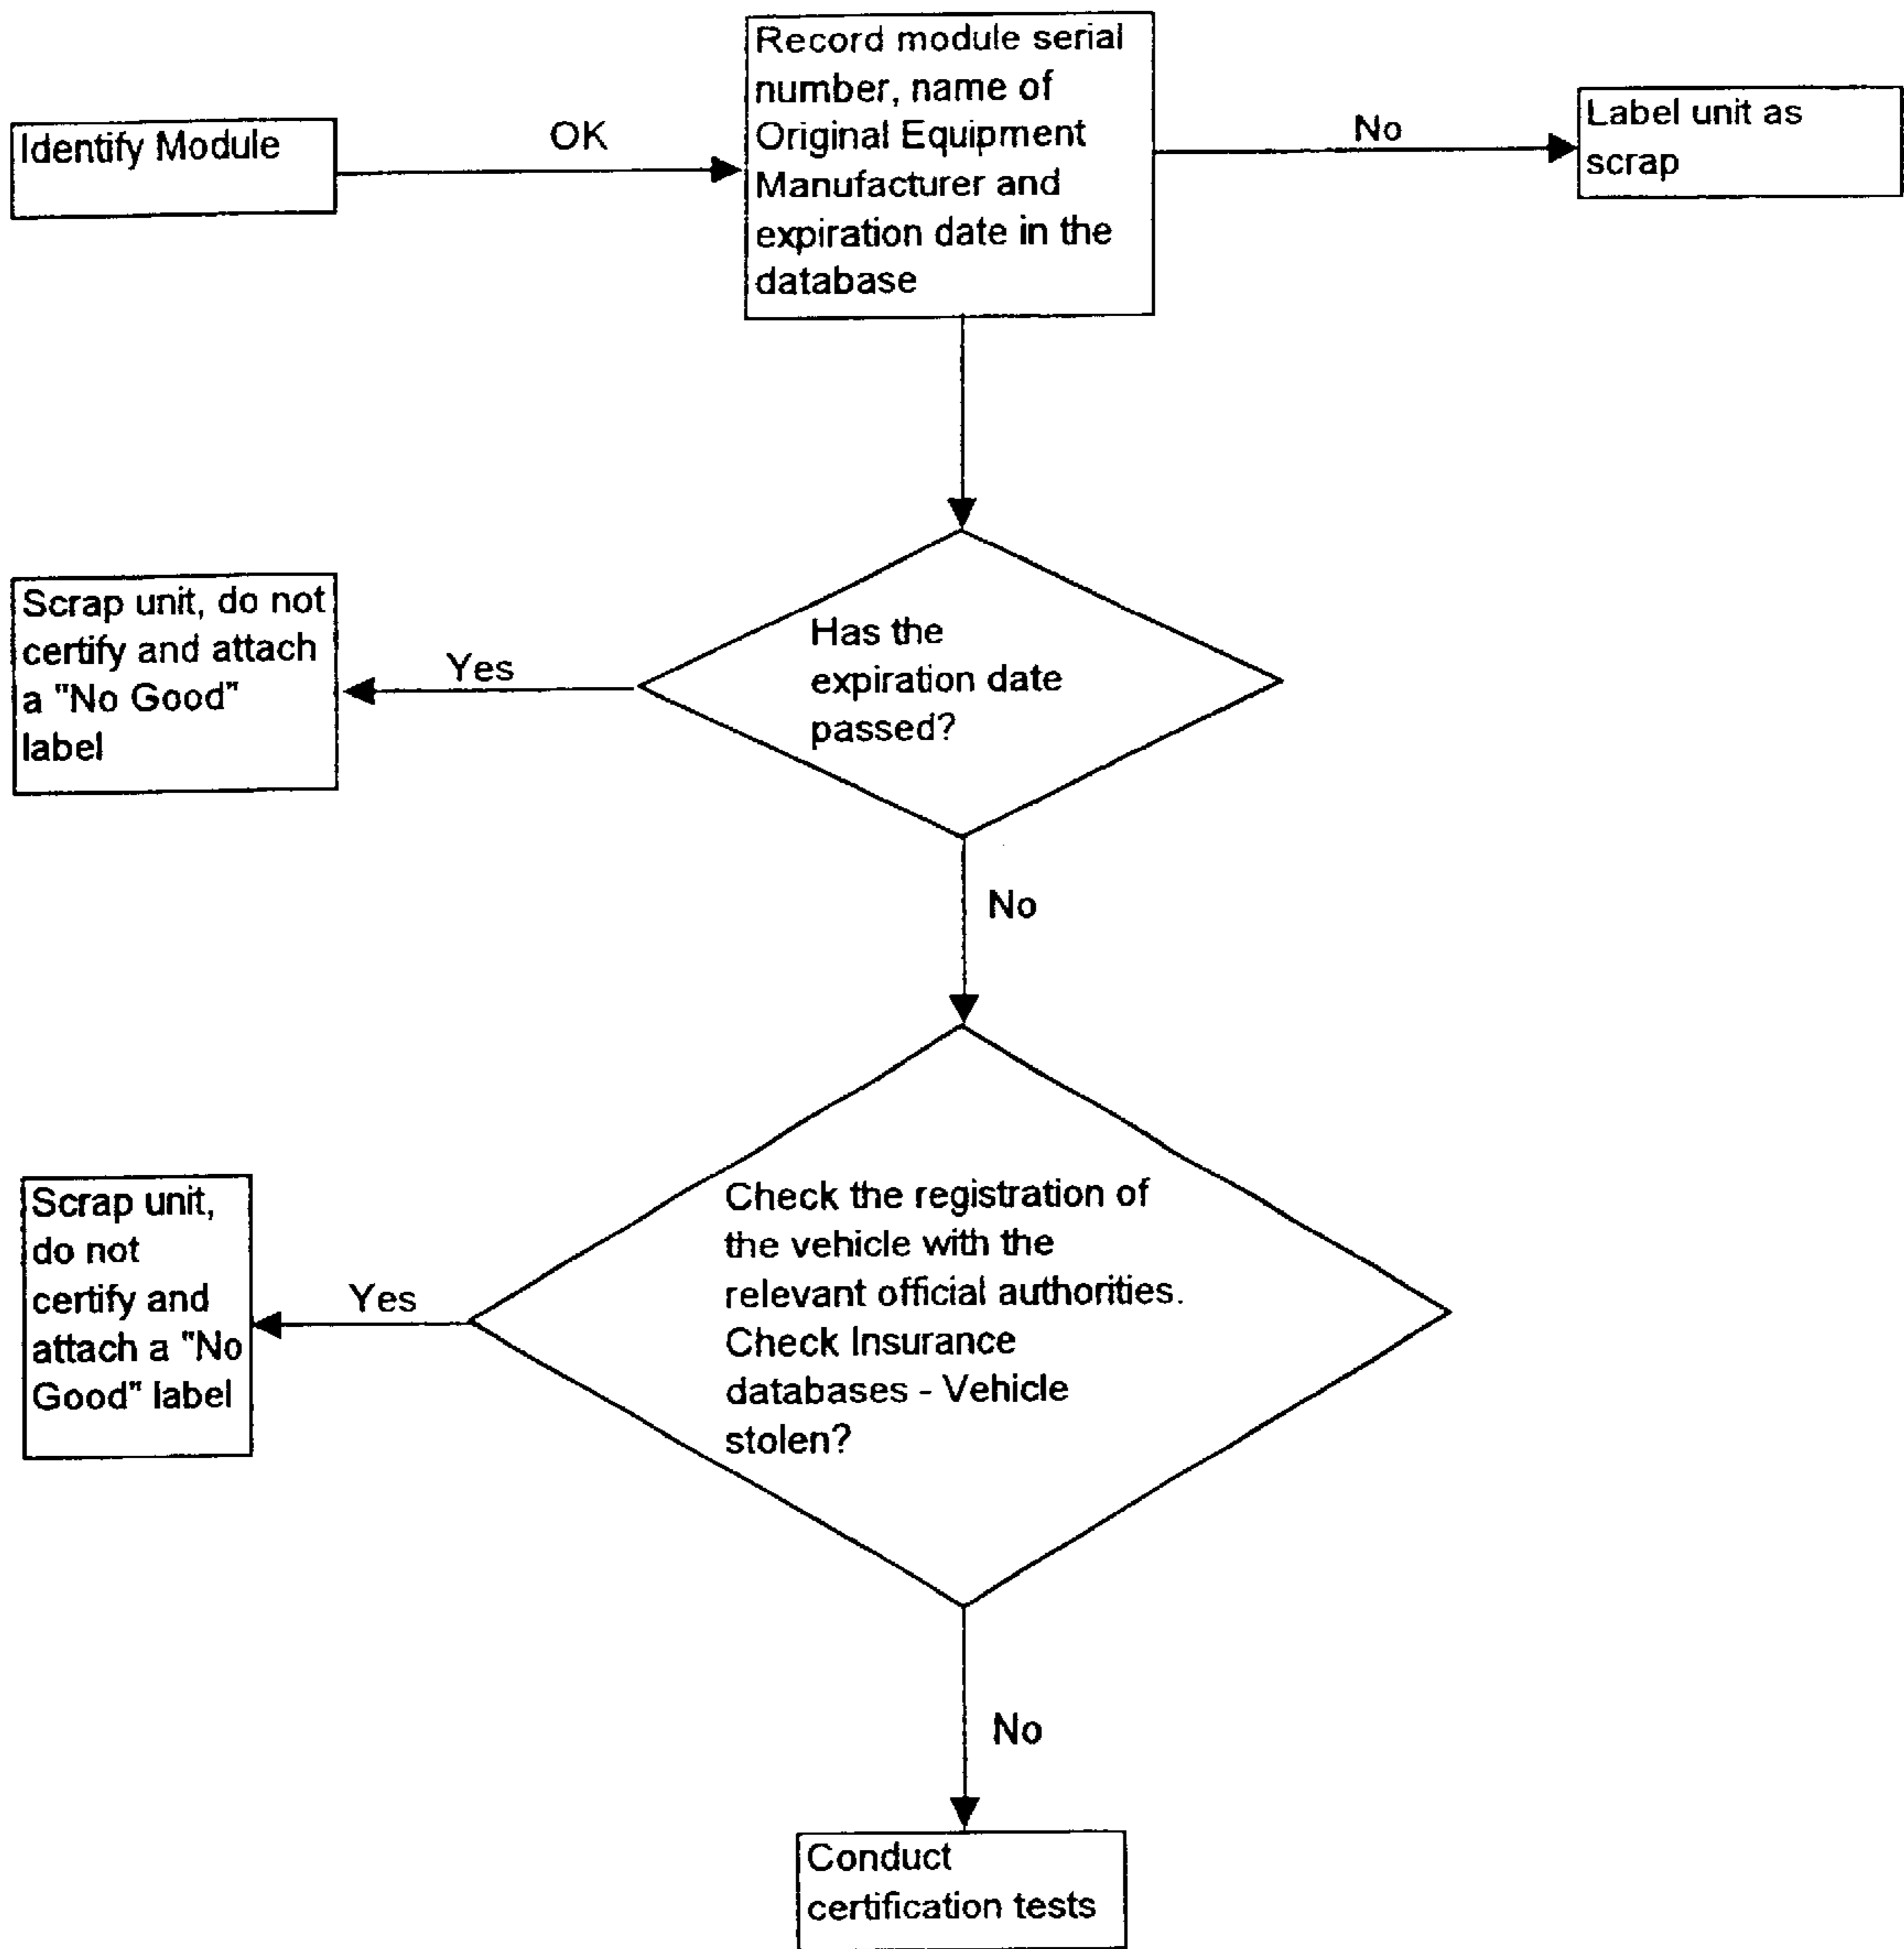 Identify Module
OK
Record module serial
number, name of
Original Equipment
Manufacturer and
expiration date in the
database
No
Label unit as
scrap
Has the
expiration date
passed?
Yes
Scrap unit, do not
certify and attach
a "No Good"
label
No
Check the registration of
the vehicle with the
relevant official authorities.
Check Insurance
databases - Vehicle
stolen?
Yes
Scrap unit,
do not
certify and
attach a "No
Good" label
No
Conduct
certification tests